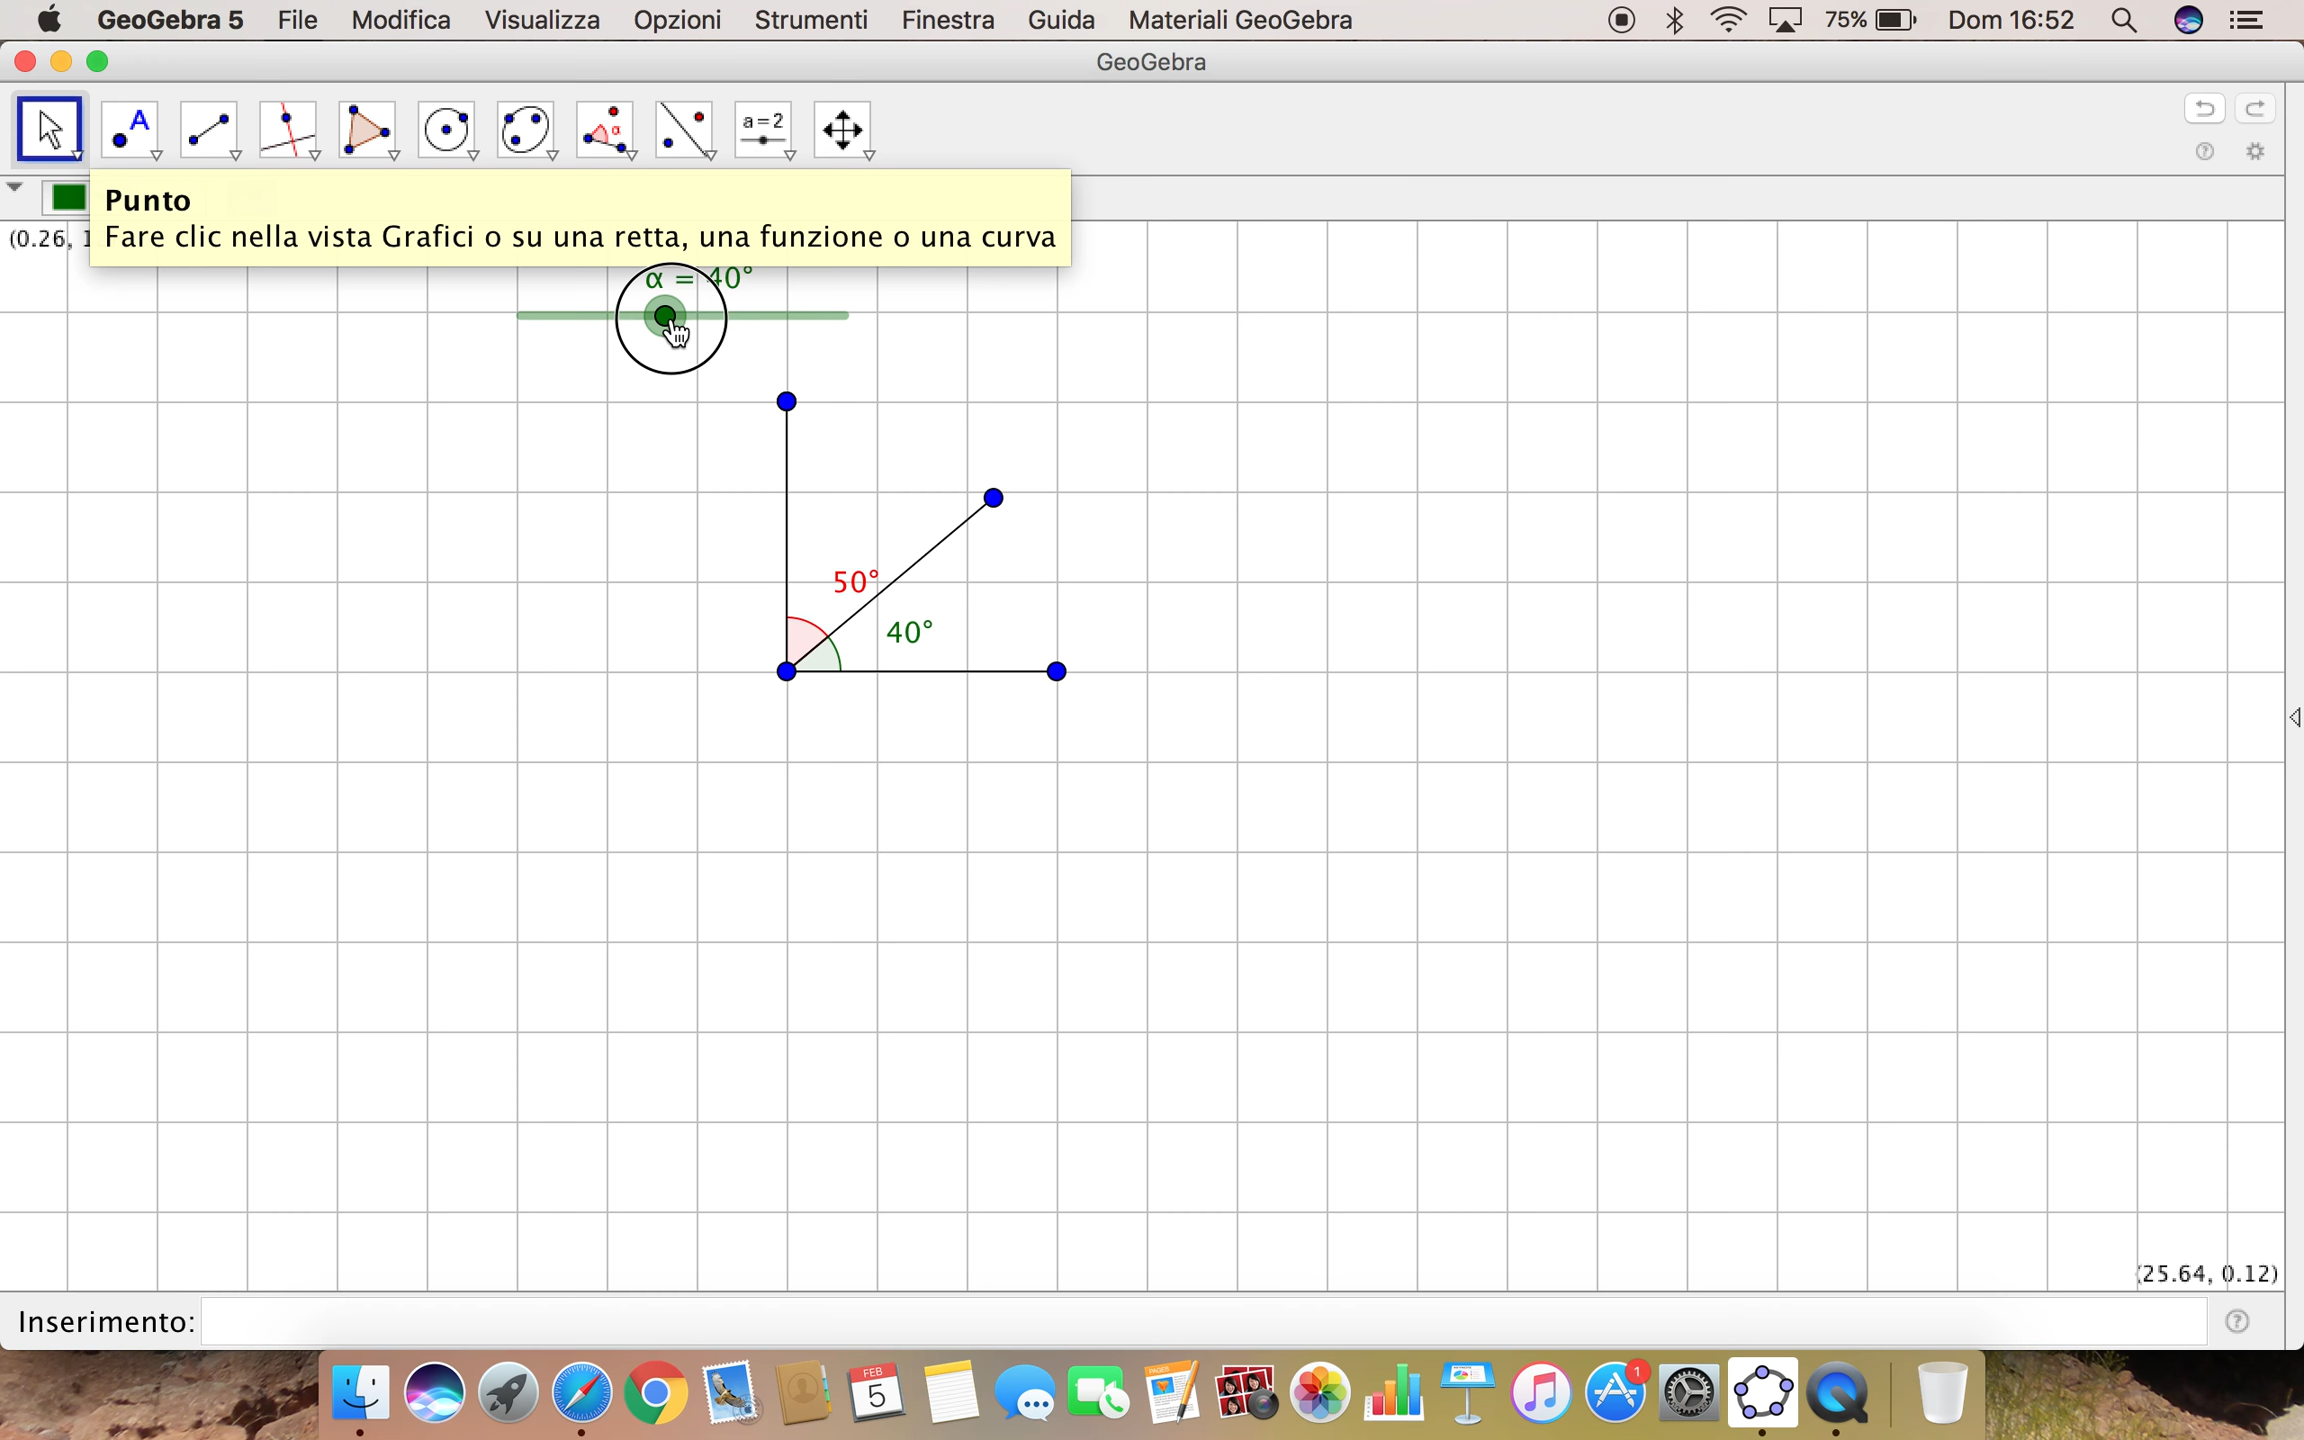 GeoGebra 5 File Modifica Visualizza Opzioni Strumenti Finestra Guida Materiali GeoGebra 75% Dom 16:52
GeoGebra
A
α
a=2
Punto
Fare clic nella vista Grafici o su una retta, una funzione o una curva
(0.26,
α = 40°
50°
40°
(25.64, 0.12)
Inserimento:
FEB
5
PAGES
1